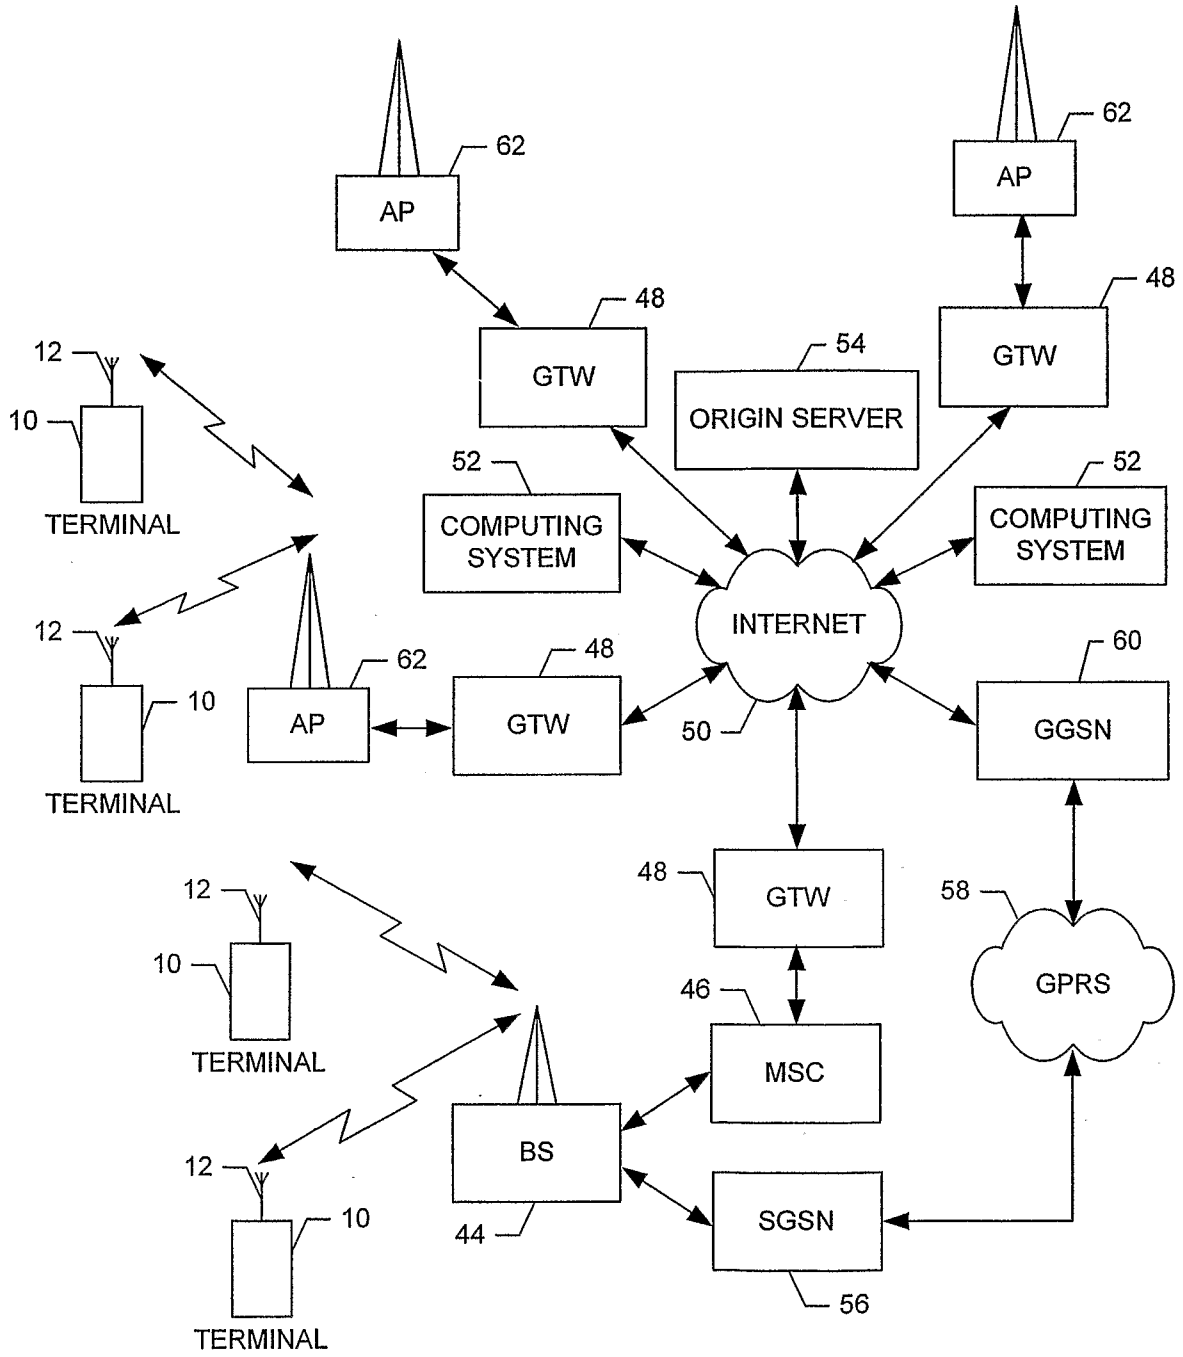 62
AP
62
AP
48
GTW
48
GTW
54
ORIGIN SERVER
12
10
TERMINAL
52
COMPUTING
SYSTEM
52
COMPUTING
SYSTEM
INTERNET
50
12
10
TERMINAL
62
AP
48
GTW
60
GGSN
48
GTW
58
GPRS
12
10
TERMINAL
46
MSC
BS
44
SGSN
56
12
10
TERMINAL